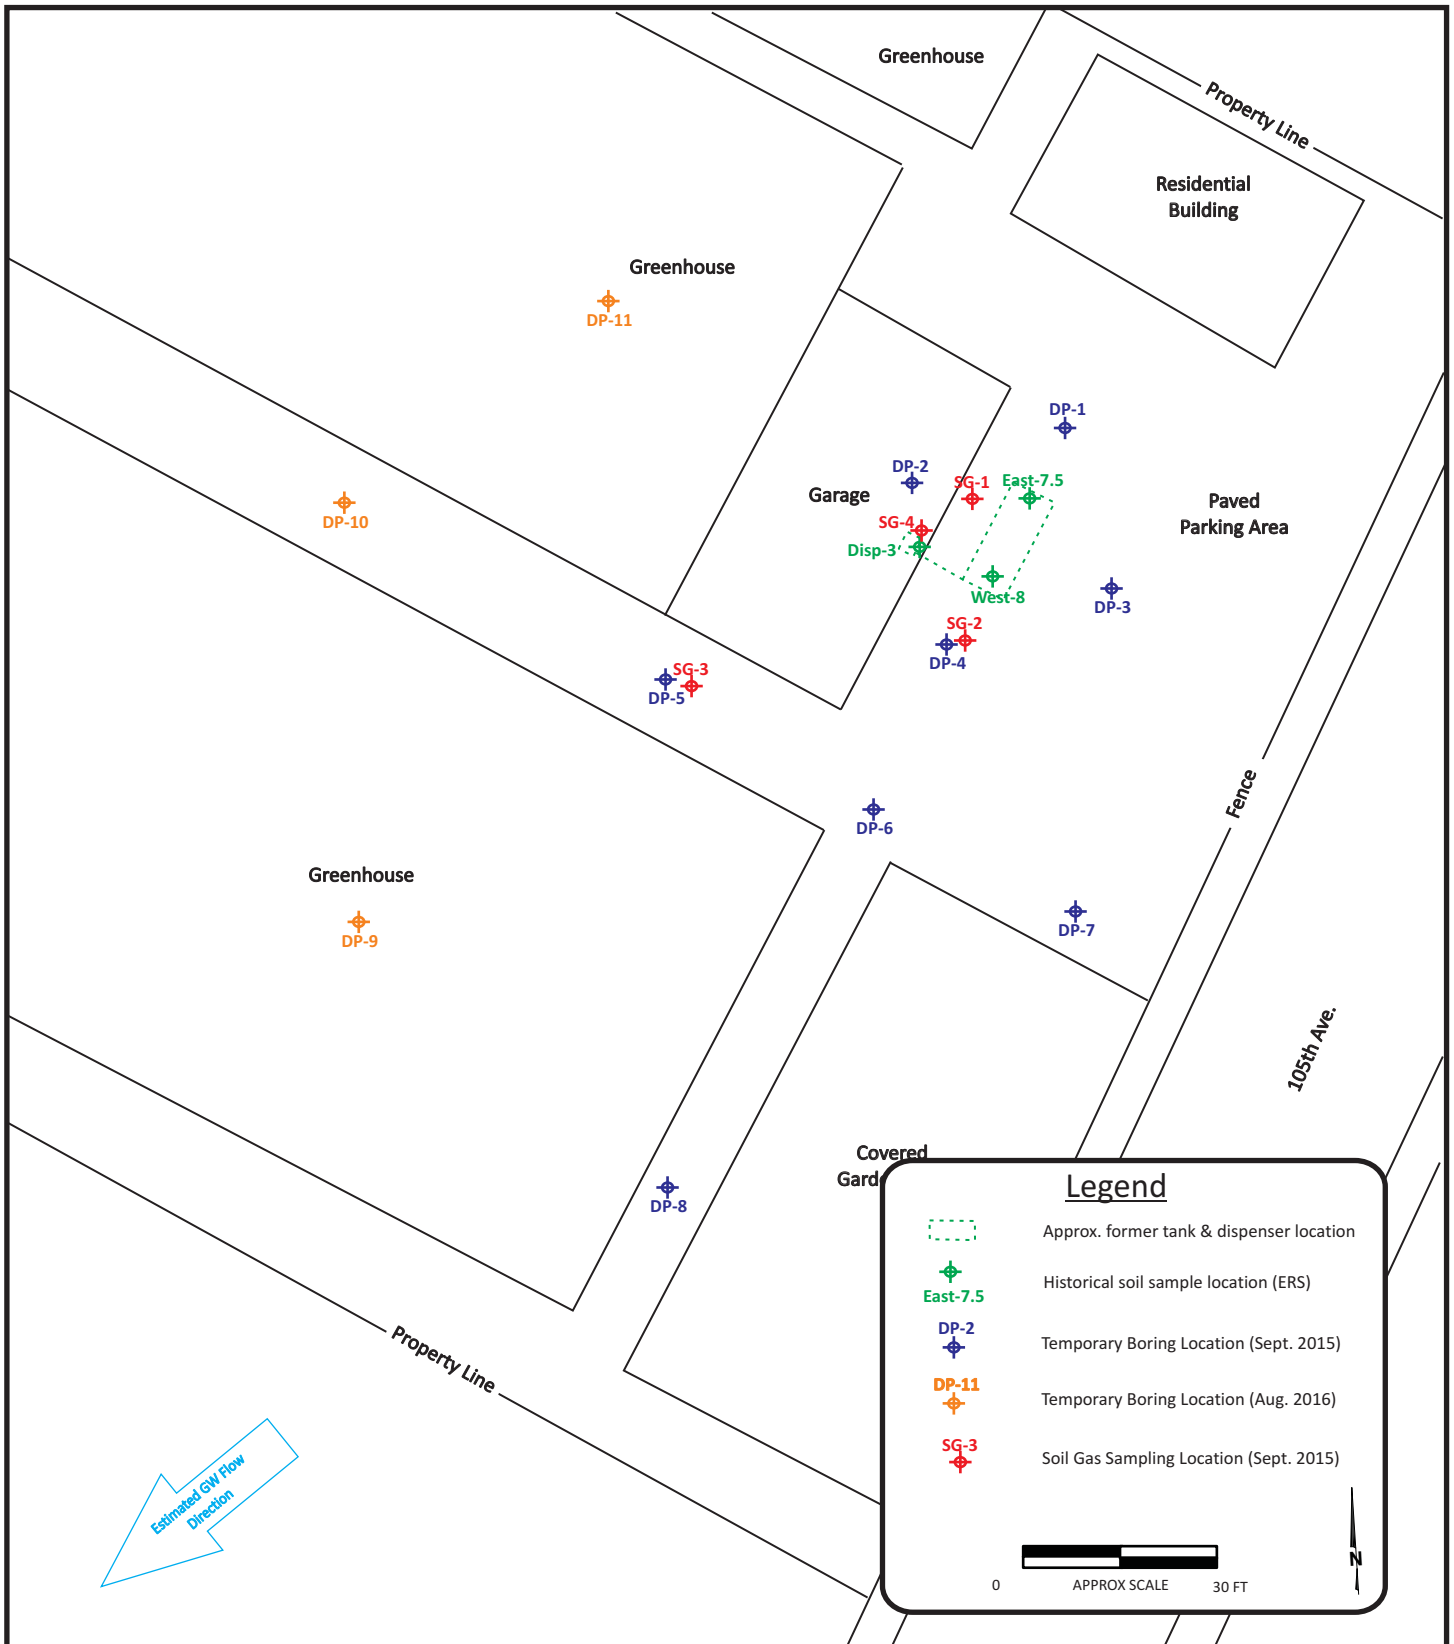 Greenhouse
Property Line
Residential
Building
Greenhouse
DP-11
DP-1
DP-2
SG-1
East-7.5
Garage
Paved
Parking Area
DP-10
SG-4
Disp-3
West-8
DP-3
SG-2
DP-4
SG-3
DP-5
Fence
DP-6
Greenhouse
DP-7
DP-9
105th Ave.
Covered
DP-8
Property Line
Estimated GW Flow
Direction
Legend
Approx. former tank & dispenser location
East-7.5
Historical soil sample location (ERS)
DP-2
Temporary Boring Location (Sept. 2015)
DP-11
Temporary Boring Location (Aug. 2016)
SG-3
Soil Gas Sampling Location (Sept. 2015)
N
0
APPROX SCALE
30 FT